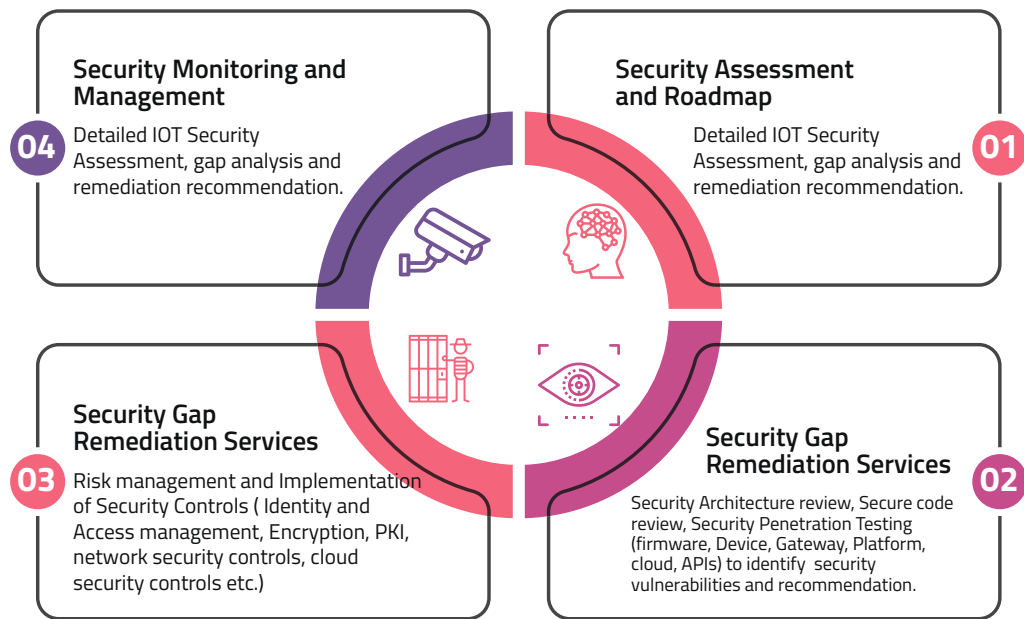 Security Monitoring and
Management
04
Detailed IOT Security
Assessment, gap analysis and
remediation recommendation.
Security Assessment
and Roadmap
01
Detailed IOT Security
Assessment, gap analysis and
remediation recommendation.
Security Gap
Remediation Services
03
Risk management and Implementation
of Security Controls ( Identity and
Access management, Encryption, PKI,
network security controls, cloud
security controls etc.)
Security Gap
Remediation Services
02
Security Architecture review, Secure code
review, Security Penetration Testing
(firmware, Device, Gateway, Platform,
cloud, APIs) to identify  security
vulnerabilities and recommendation.